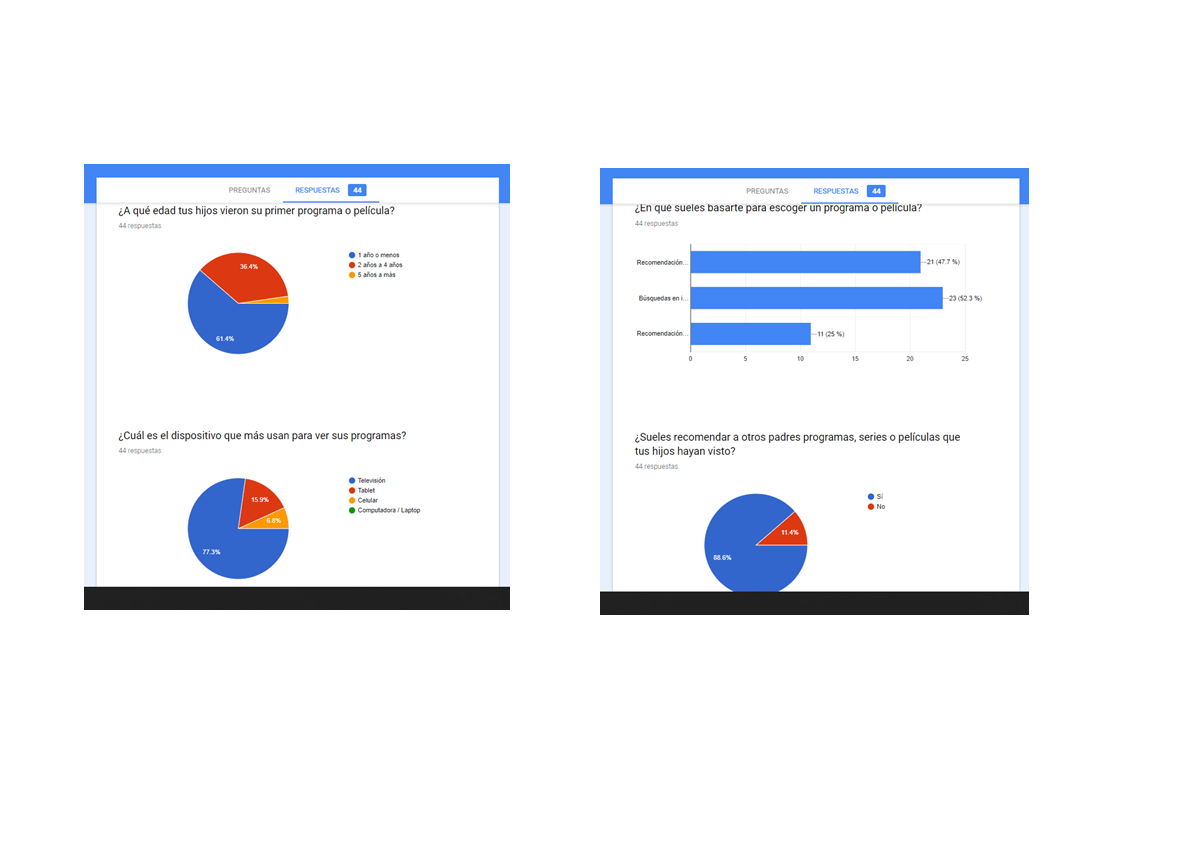 PREGUNTAS RESPUESTAS 44
¿A qué edad tus hijos vieron su primer programa o película?
44 respuestas
1 año o menos
2 años a 4 años
5 años a más
36.4%
61.4%
¿Cuál es el dispositivo que más usan para ver sus programas?
44 respuestas
Televisión
Tablet
Celular
Computadora / Laptop
15.9%
6.8%
77.3%
PREGUNTAS RESPUESTAS 44
¿En qué sueles basarte para escoger un programa o película?
44 respuestas
Recomendación... 21 (47.7 %)
Búsquedas en i... 23 (52.3 %)
Recomendación... 11 (25 %)
0 5 10 15 20 25
¿Sueles recomendar a otros padres programas, series o películas que
tus hijos hayan visto?
44 respuestas
Sí
No
11.4%
88.6%